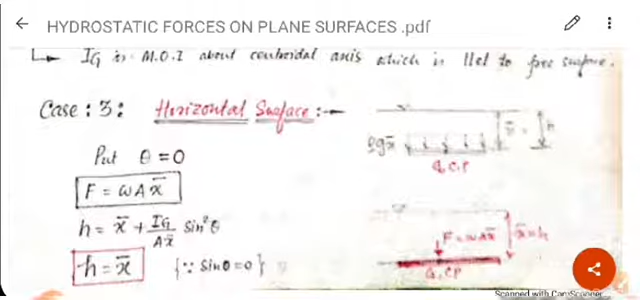 HYDROSTATIC FORCES ON PLANE SURFACES .pdf
↳ IG is M.O.I about centroidal axis which is llel to free surface.
Case : 3 : Horizontal Surface :-
Put θ = 0
F = ωAx̄
h = x̄ + IG/Ax̄ sin²θ
h = x̄ {∵ sinθ = 0}
ρgx̄
x̄ = h
G, C.P
F = ωAx̄
x̄ = h
G, CP
Scanned with CamScanner